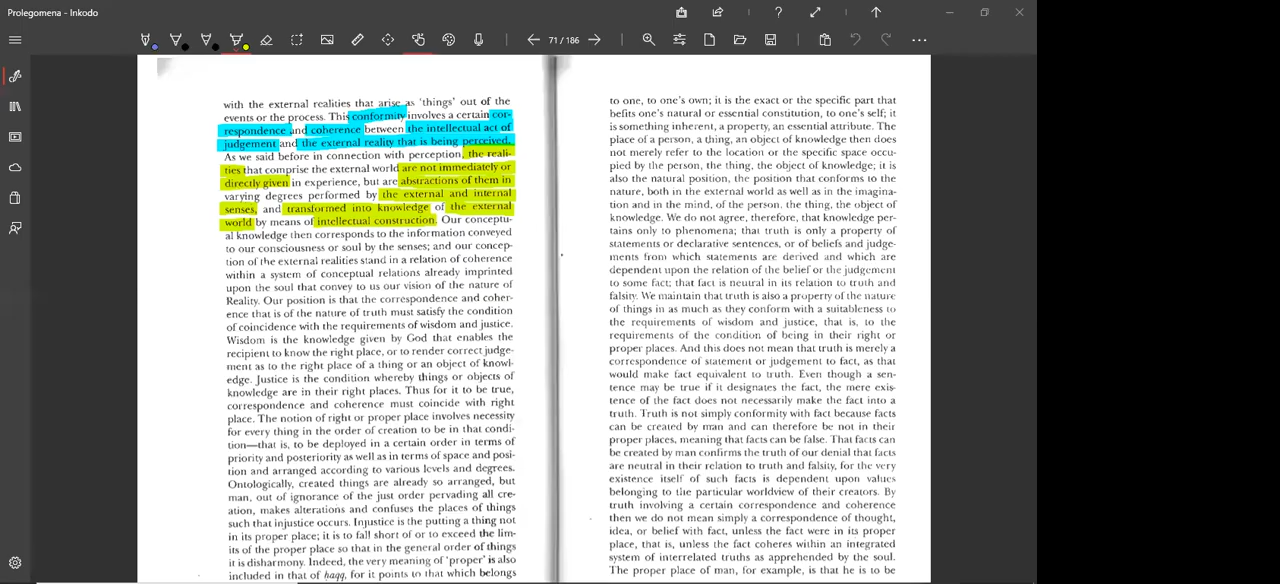 Prolegomena - Inkodo
71 / 186
with the external realities that arise as 'things' out of the
events or the process. This conformity involves a certain cor-
respondence and coherence between the intellectual act of
judgement and the external reality that is being perceived.
As we said before in connection with perception, the reali-
ties that comprise the external world are not immediately or
directly given in experience, but are abstractions of them in
varying degrees performed by the external and internal
senses, and transformed into knowledge of the external
world by means of intellectual construction. Our conceptu-
al knowledge then corresponds to the information conveyed
to our consciousness or soul by the senses; and our concep-
tion of the external realities stand in a relation of coherence
within a system of conceptual relations already imprinted
upon the soul that convey to us our vision of the nature of
Reality. Our position is that the correspondence and coher-
ence that is of the nature of truth must satisfy the condition
of coincidence with the requirements of wisdom and justice.
Wisdom is the knowledge given by God that enables the
recipient to know the right place, or to render correct judge-
ment as to the right place of a thing or an object of knowl-
edge. Justice is the condition whereby things or objects of
knowledge are in their right places. Thus for it to be true,
correspondence and coherence must coincide with right
place. The notion of right or proper place involves necessity
for every thing in the order of creation to be in that condi-
tion—that is, to be deployed in a certain order in terms of
priority and posteriority as well as in terms of space and posi-
tion and arranged according to various levels and degrees.
Ontologically, created things are already so arranged, but
man, out of ignorance of the just order pervading all cre-
ation, makes alterations and confuses the places of things
such that injustice occurs. Injustice is the putting a thing not
in its proper place; it is to fall short of or to exceed the lim-
its of the proper place so that in the general order of things
it is disharmony. Indeed, the very meaning of 'proper' is also
included in that of ḥaqq, for it points to that which belongs
to one, to one's own; it is the exact or the specific part that
befits one's natural or essential constitution, to one's self; it
is something inherent, a property, an essential attribute. The
place of a person, a thing, an object of knowledge then does
not merely refer to the location or the specific space occu-
pied by the person, the thing, the object of knowledge; it is
also the natural position, the position that conforms to the
nature, both in the external world as well as in the imagina-
tion and in the mind, of the person, the thing, the object of
knowledge. We do not agree, therefore, that knowledge per-
tains only to phenomena; that truth is only a property of
statements or declarative sentences, or of beliefs and judge-
ments from which statements are derived and which are
dependent upon the relation of the belief or the judgement
to some fact; that fact is neutral in its relation to truth and
falsity. We maintain that truth is also a property of the nature
of things in as much as they conform with a suitableness to
the requirements of wisdom and justice, that is, to the
requirements of the condition of being in their right or
proper places. And this does not mean that truth is merely a
correspondence of statement or judgement to fact, as that
would make fact equivalent to truth. Even though a sen-
tence may be true if it designates the fact, the mere exis-
tence of the fact does not necessarily make the fact into a
truth. Truth is not simply conformity with fact because facts
can be created by man and can therefore be not in their
proper places, meaning that facts can be false. That facts can
be created by man confirms the truth of our denial that facts
are neutral in their relation to truth and falsity, for the very
existence itself of such facts is dependent upon values
belonging to the particular worldview of their creators. By
truth involving a certain correspondence and coherence
then we do not mean simply a correspondence of thought,
idea, or belief with fact, unless the fact were in its proper
place, that is, unless the fact coheres within an integrated
system of interrelated truths as apprehended by the soul.
The proper place of man, for example, is that he is to be